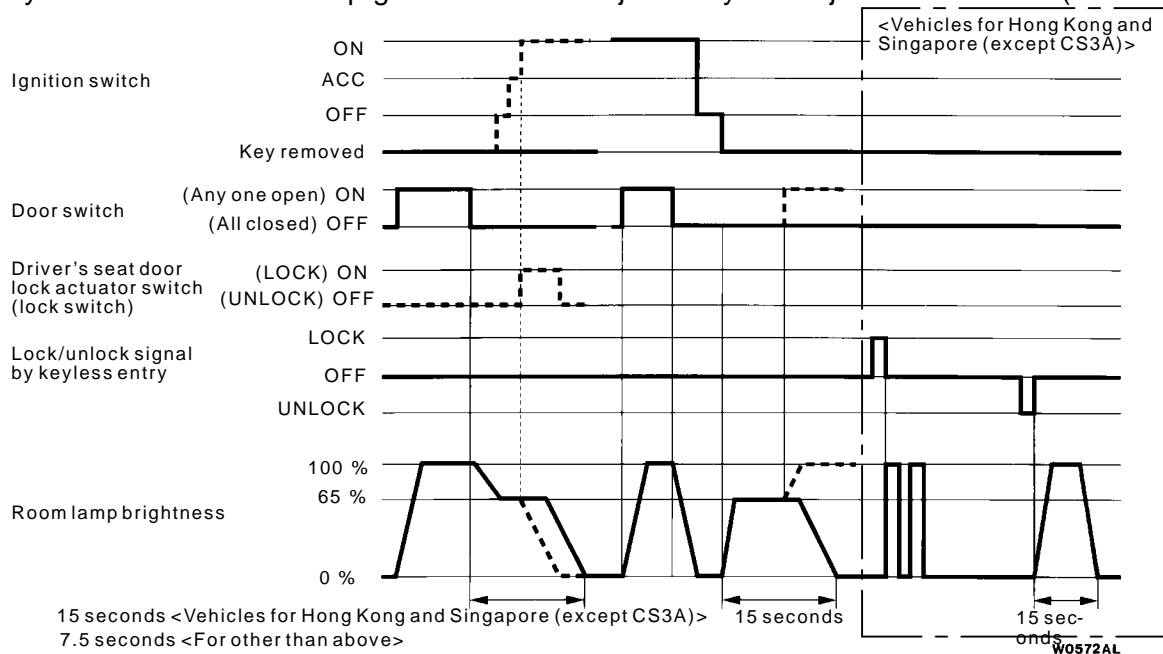 <Vehicles for Hong Kong and
Singapore (except CS3A)>
Ignition switch
ON
ACC
OFF
Key removed
Door switch
(Any one open) ON
(All closed) OFF
Driver's seat door
lock actuator switch
(lock switch)
(LOCK) ON
(UNLOCK) OFF
Lock/unlock signal
by keyless entry
LOCK
OFF
UNLOCK
Room lamp brightness
100 %
65 %
0 %
15 seconds <Vehicles for Hong Kong and Singapore (except CS3A)>
7.5 seconds <For other than above>
15 seconds
15 sec-
onds
W0572AL